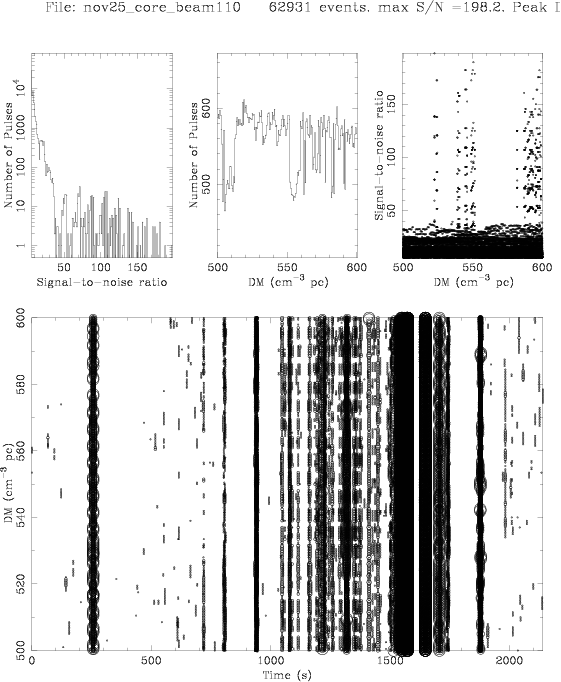 File: nov25_core_beam110 62931 events. max S/N =198.2. Peak
Number of Pulses
10^4
1000
100
10
1
50 100 150
Signal-to-noise ratio
Number of Pulses
600
500
500 550 600
DM (cm^-3 pc)
Signal-to-noise ratio
150
100
50
500 550 600
DM (cm^-3 pc)
DM (cm^-3 pc)
600
580
560
540
520
500
0 500 1000 1500 2000
Time (s)